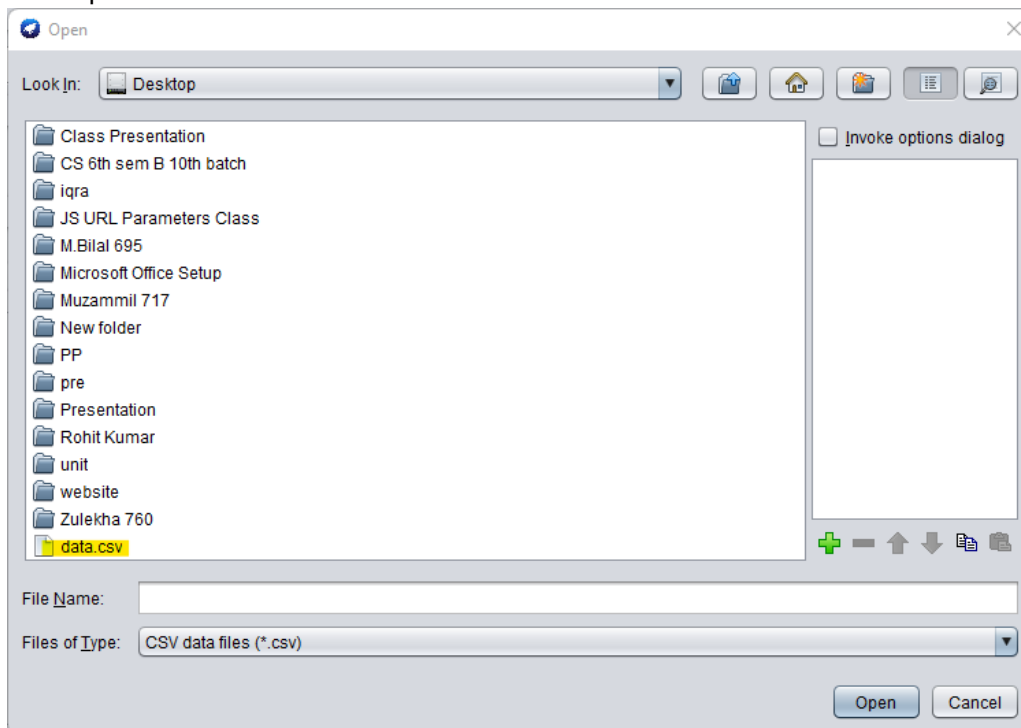 Open
Look In: Desktop
Class Presentation
CS 6th sem B 10th batch
iqra
JS URL Parameters Class
M.Bilal 695
Microsoft Office Setup
Muzammil 717
New folder
PP
pre
Presentation
Rohit Kumar
unit
website
Zulekha 760
data.csv
Invoke options dialog
File Name:
Files of Type: CSV data files (*.csv)
Open Cancel